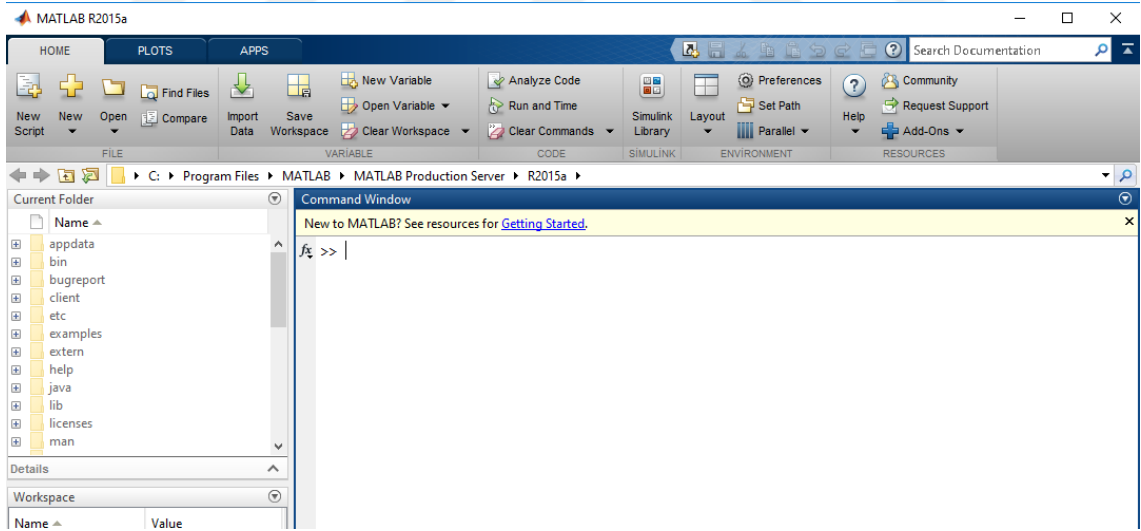 MATLAB R2015a
HOME PLOTS APPS Search Documentation
New Script
New
Open
Find Files
Compare
FILE
Import Data
Save Workspace
New Variable
Open Variable
Clear Workspace
VARIABLE
Analyze Code
Run and Time
Clear Commands
CODE
Simulink Library
SIMULINK
Layout
Preferences
Set Path
Parallel
ENVIRONMENT
Help
Community
Request Support
Add-Ons
RESOURCES
C: Program Files MATLAB MATLAB Production Server R2015a
Current Folder
Name
appdata
bin
bugreport
client
etc
examples
extern
help
java
lib
licenses
man
Details
Workspace
Name Value
Command Window
New to MATLAB? See resources for Getting Started.
fx >>